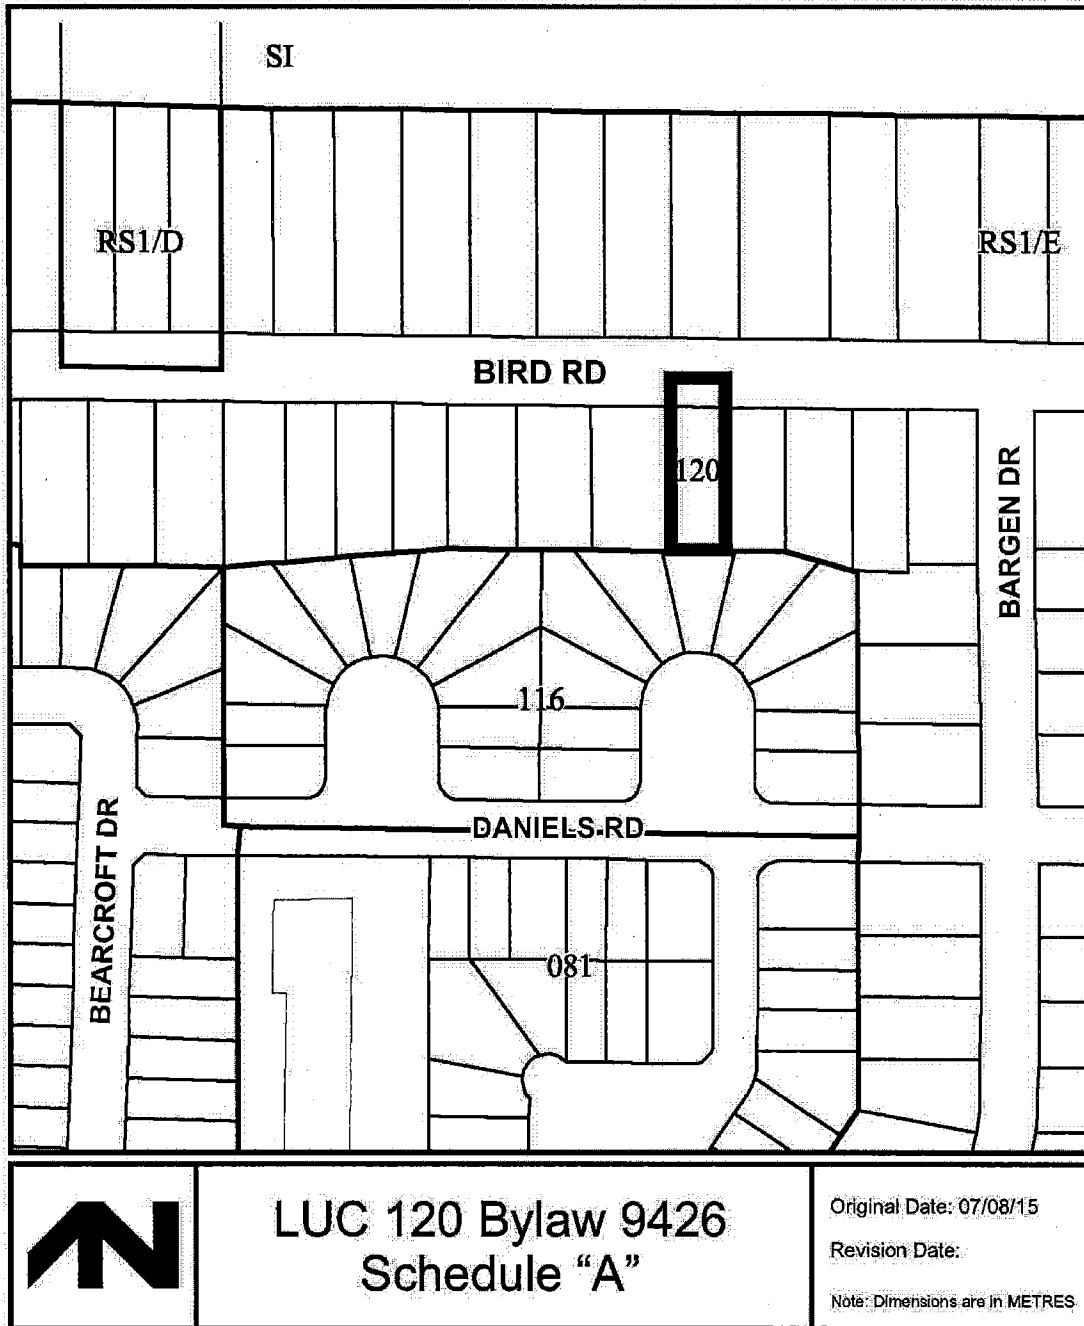 SI
RS1/D
RS1/E
BIRD RD
120
BARGEN DR
116
DANIELS RD
BEARCROFT DR
081
LUC 120 Bylaw 9426
Schedule “A”
Original Date: 07/08/15
Revision Date:
Note: Dimensions are in METRES